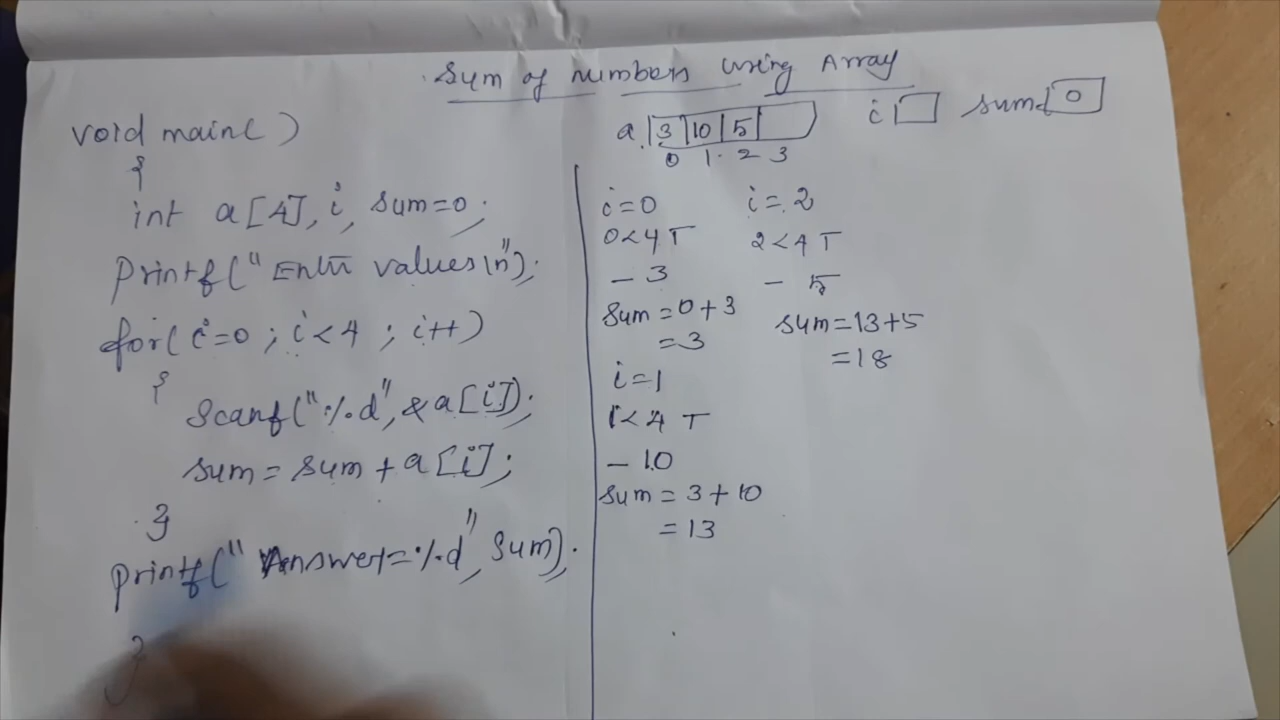 Sum of numbers using Array
void main()
{
int a[4], i, sum=0;
printf("Enter values\n");
for(i=0 ; i<4 ; i++)
{
Scanf("%d", &a[i]);
sum = sum + a[i];
}
printf("Answer=%d", sum);
}
a 3 10 5
0 1 2 3
i
sum 0
i=0
0<4 T
- 3
Sum = 0+3
=3
i=1
1<4 T
- 10
sum = 3+10
=13
i=2
2<4 T
- 5
sum=13+5
=18